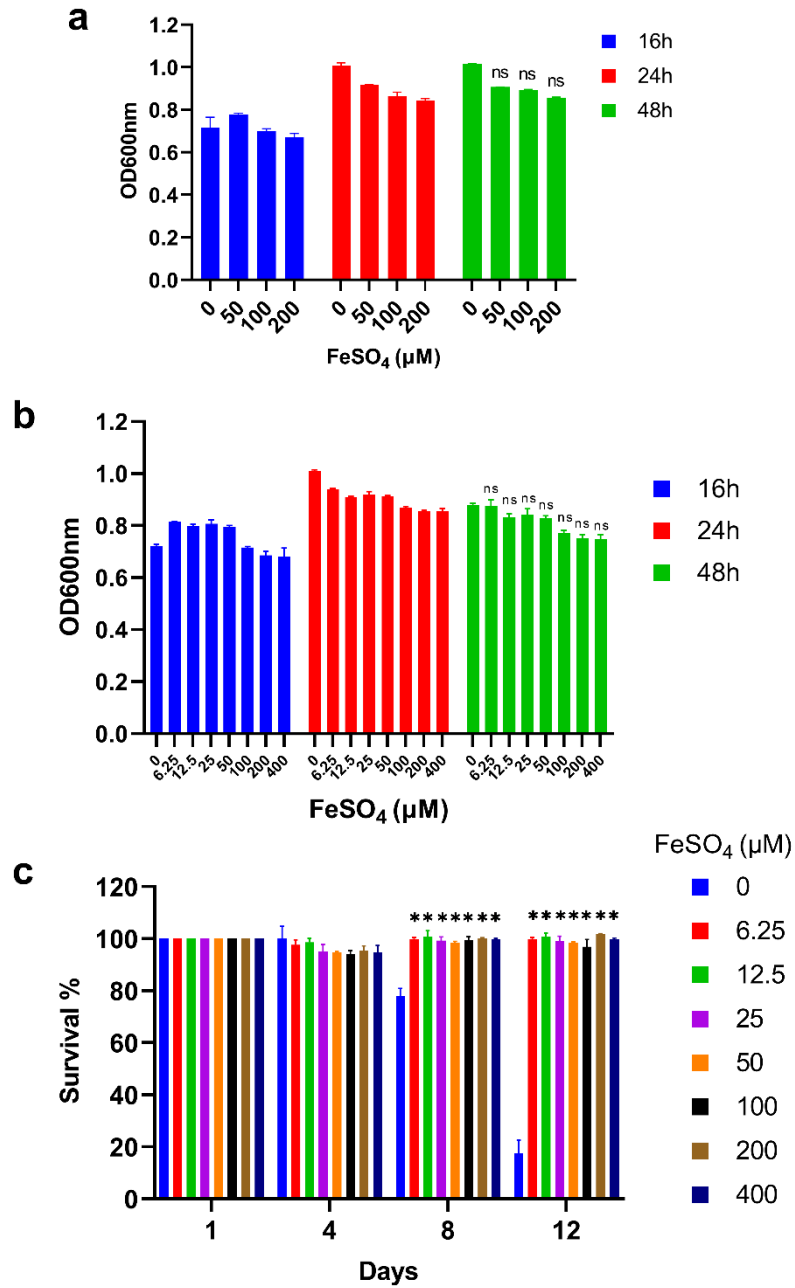 a
1.2
1.0
0.8
0.6
0.4
0.2
0.0
OD600nm
ns ns ns
0 50 100 200 0 50 100 200 0 50 100 200
FeSO4 (µM)
16h
24h
48h
b
1.2
1.0
0.8
0.6
0.4
0.2
0.0
OD600nm
ns ns ns ns ns ns ns
0 6.25 12.5 25 50 100 200 400 0 6.25 12.5 25 50 100 200 400 0 6.25 12.5 25 50 100 200 400
FeSO4 (µM)
16h
24h
48h
c
120
100
80
60
40
20
0
Survival %
******* *******
1 4 8 12
Days
FeSO4 (µM)
0
6.25
12.5
25
50
100
200
400